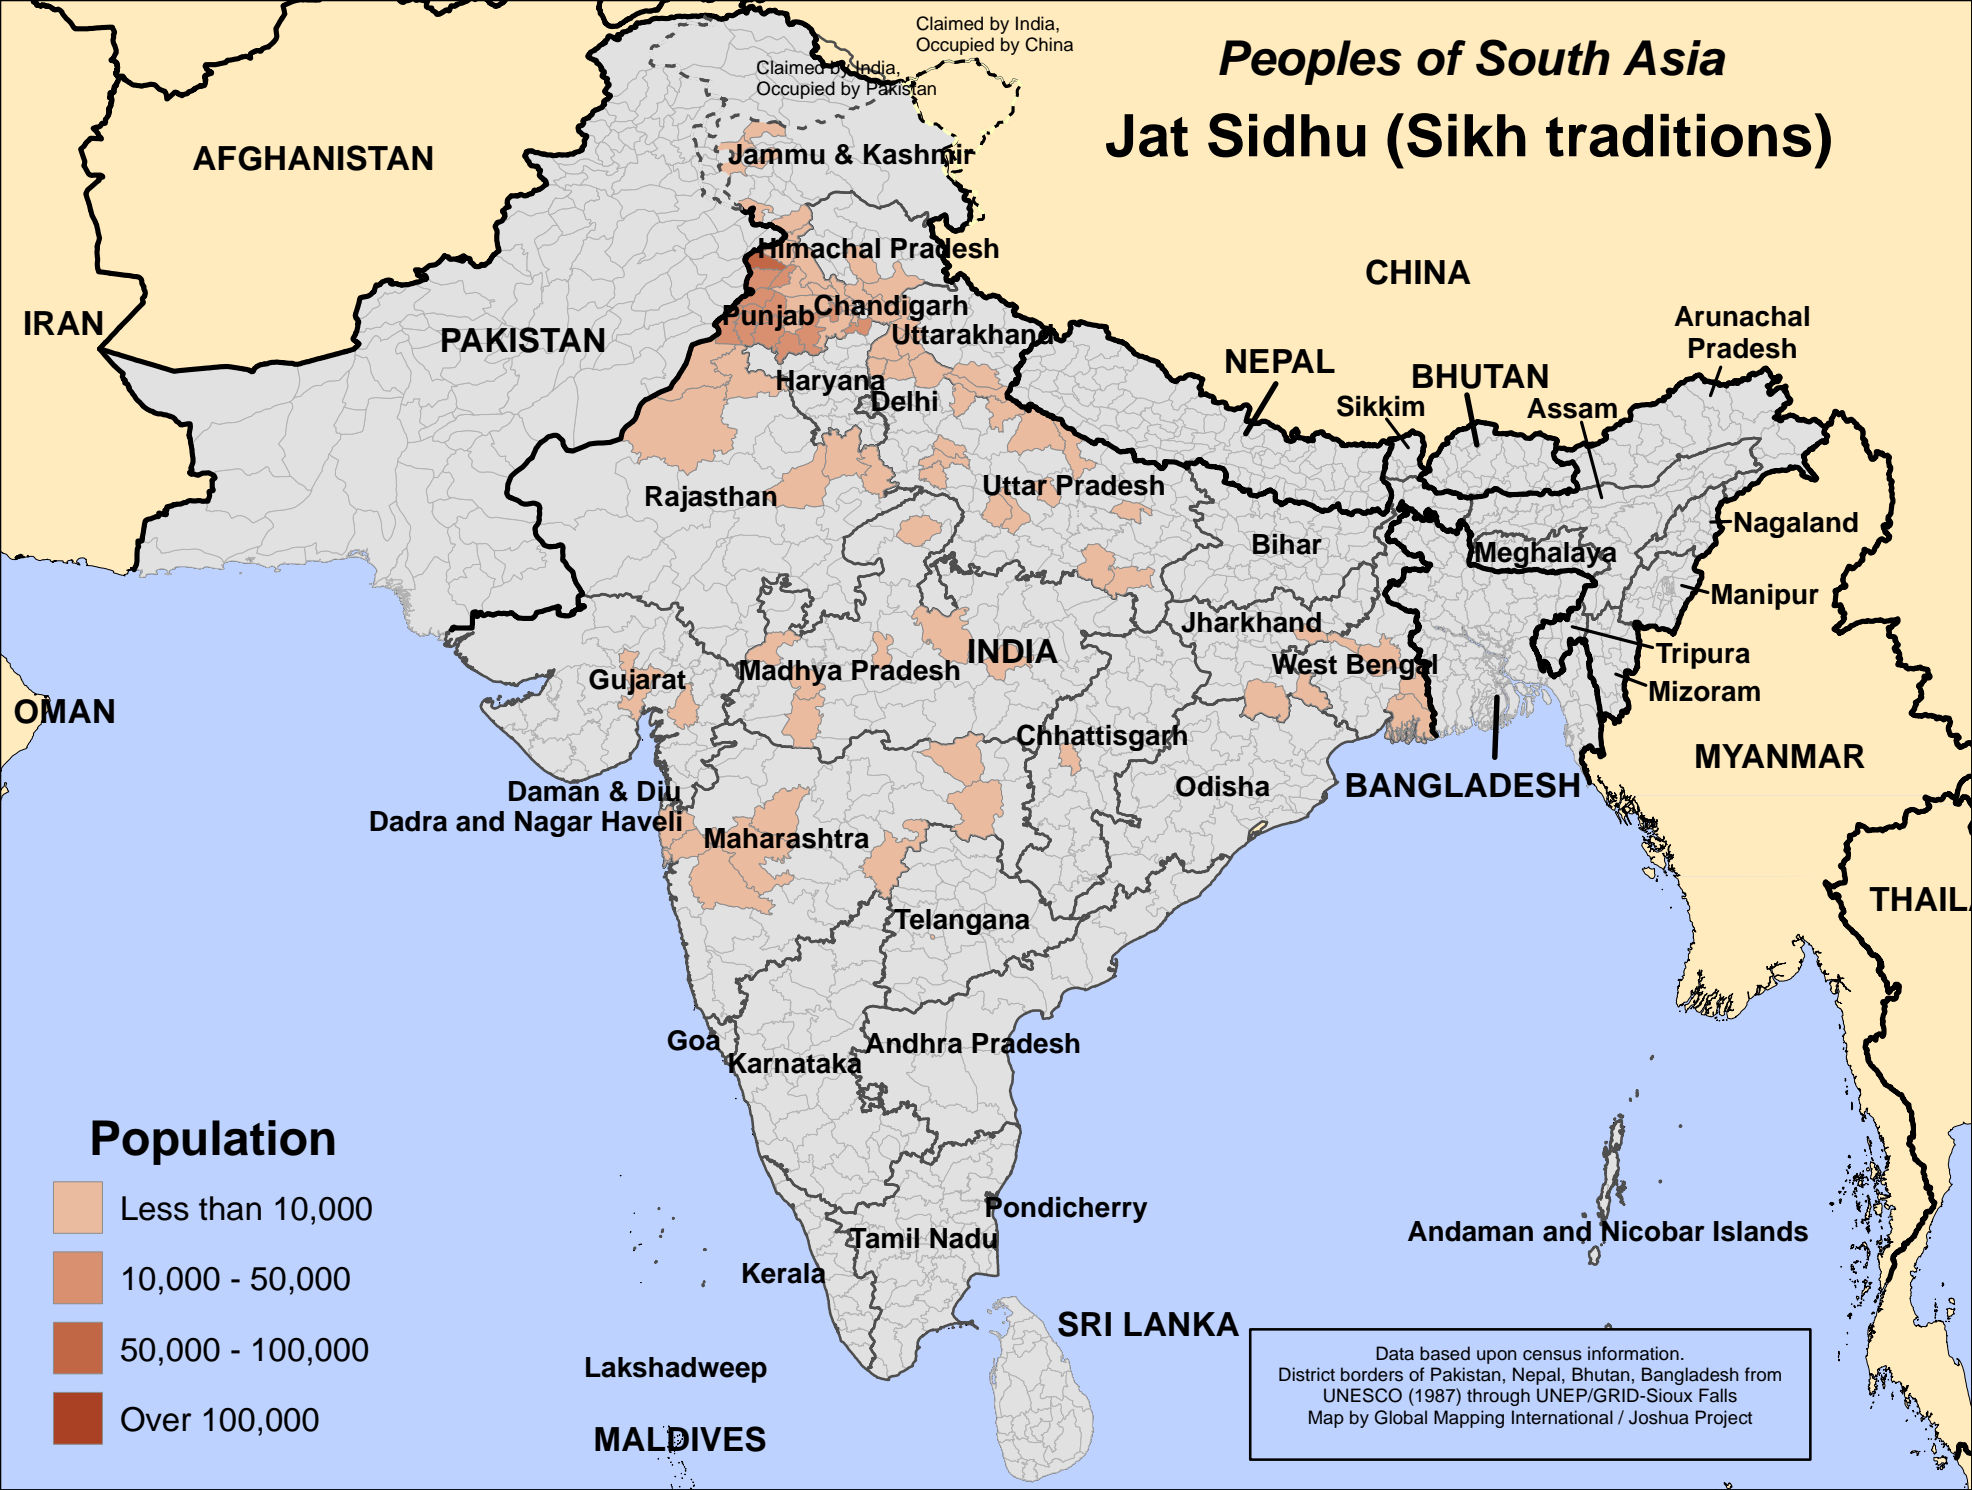 Claimed by India,
Occupied by China
Peoples of South Asia
Claimed by India,
Occupied by Pakistan
Jat Sidhu (Sikh traditions)
AFGHANISTAN
Jammu & Kashmir
Himachal Pradesh
CHINA
IRAN
PAKISTAN
Punjab
Chandigarh
Uttarakhand
Arunachal
Pradesh
NEPAL
BHUTAN
Haryana
Delhi
Sikkim
Assam
Rajasthan
Uttar Pradesh
Nagaland
Bihar
Meghalaya
Manipur
Jharkhand
INDIA
Tripura
West Bengal
Madhya Pradesh
Gujarat
Mizoram
OMAN
Chhattisgarh
MYANMAR
Odisha
BANGLADESH
Daman & Diu
Dadra and Nagar Haveli
Maharashtra
THAILA
Telangana
Goa
Andhra Pradesh
Karnataka
Population
Less than 10,000
10,000 - 50,000
50,000 - 100,000
Over 100,000
Pondicherry
Tamil Nadu
Kerala
Andaman and Nicobar Islands
SRI LANKA
Lakshadweep
MALDIVES
Data based upon census information.
District borders of Pakistan, Nepal, Bhutan, Bangladesh from
UNESCO (1987) through UNEP/GRID-Sioux Falls
Map by Global Mapping International / Joshua Project